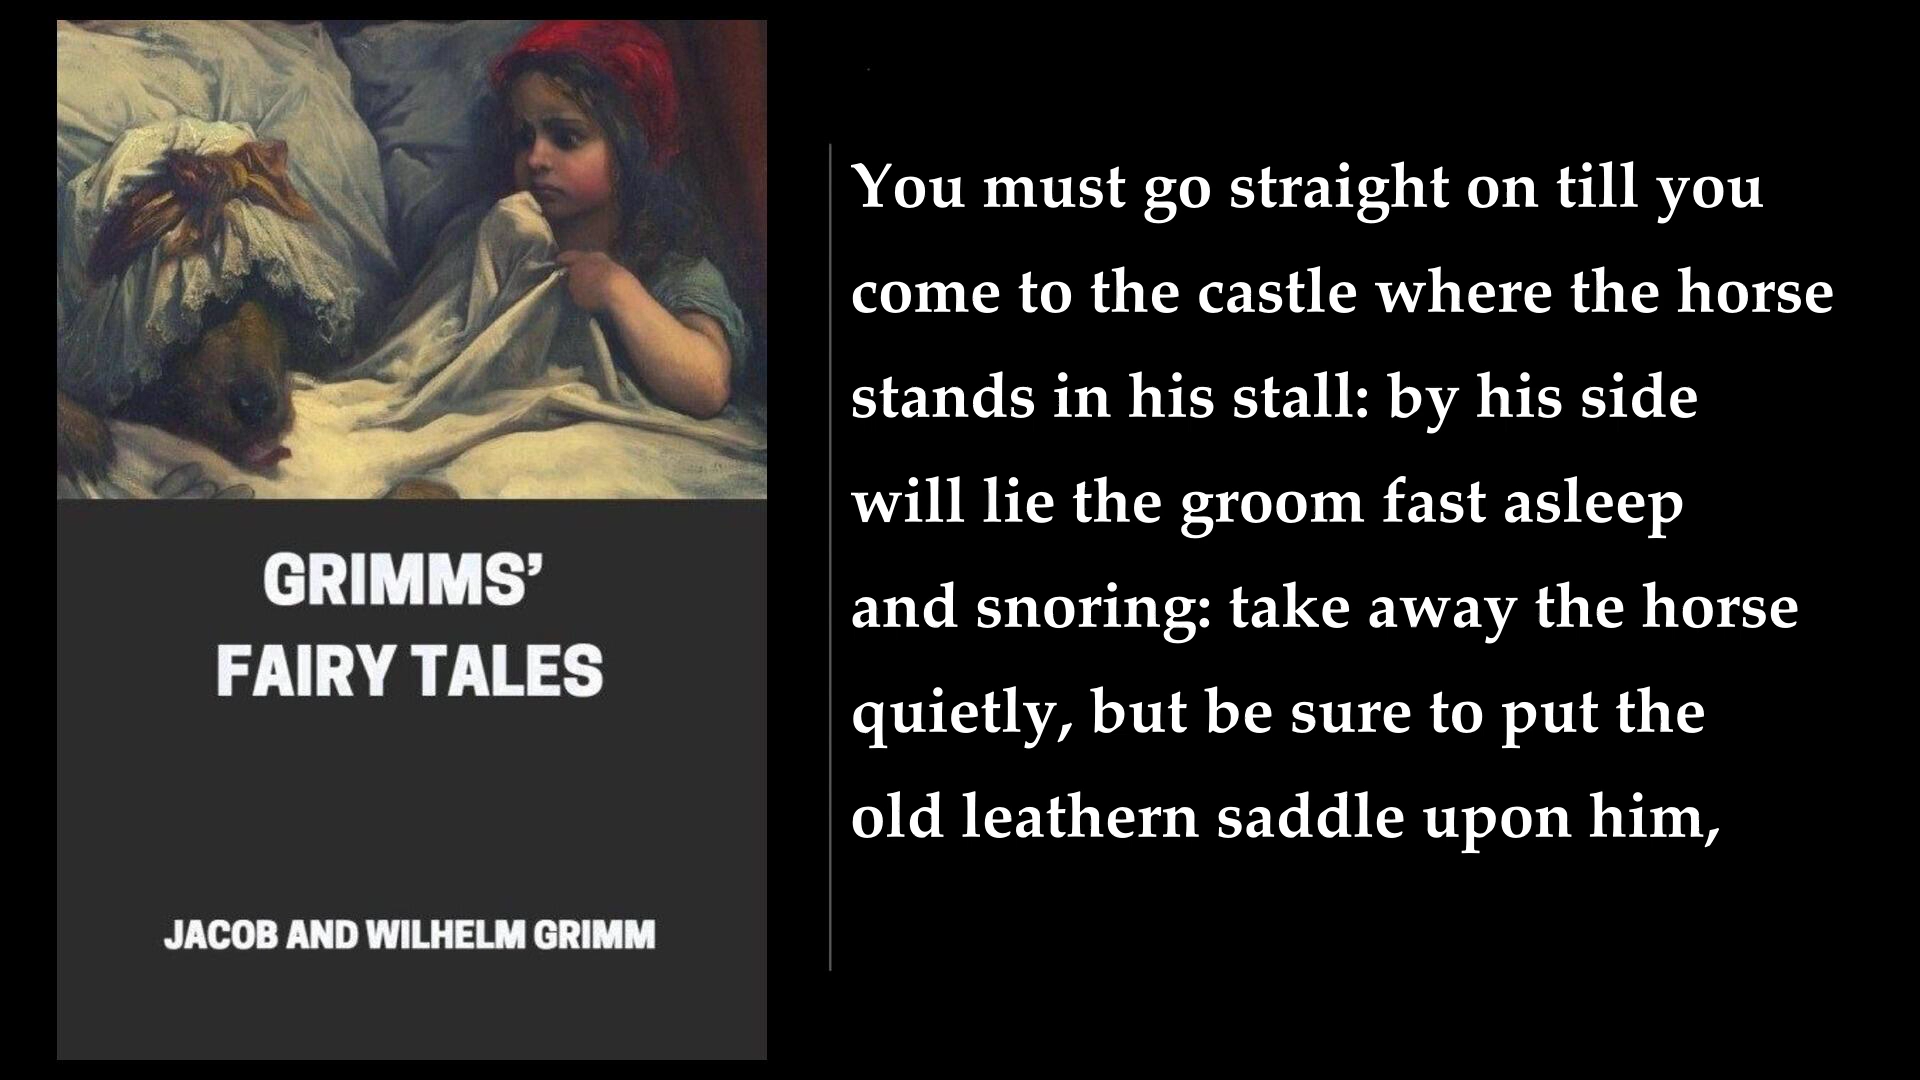 GRIMMS’
FAIRY TALES
JACOB AND WILHELM GRIMM
You must go straight on till you
come to the castle where the horse
stands in his stall: by his side
will lie the groom fast asleep
and snoring: take away the horse
quietly, but be sure to put the
old leathern saddle upon him,